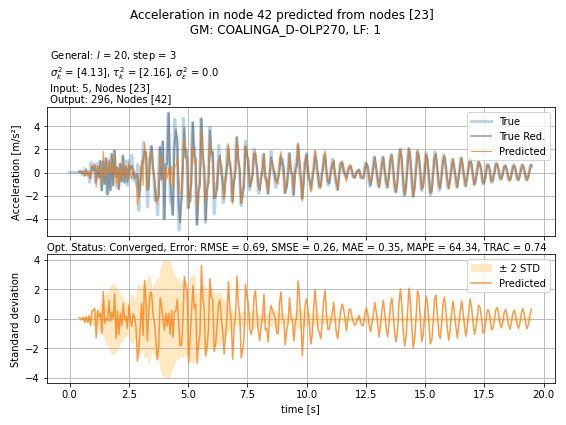 Acceleration in node 42 predicted from nodes [23]
GM: COALINGA_D-OLP270, LF: 1
General: l = 20, step = 3
σ²ₖ = [4.13], τ²ₖ = [2.16], σ²ε = 0.0
Input: 5, Nodes [23]
Output: 296, Nodes [42]
Acceleration [m/s²]
4
2
0
−2
−4
True
True Red.
Predicted
Opt. Status: Converged, Error: RMSE = 0.69, SMSE = 0.26, MAE = 0.35, MAPE = 64.34, TRAC = 0.74
Standard deviation
4
2
0
−2
−4
± 2 STD
Predicted
0.0 2.5 5.0 7.5 10.0 12.5 15.0 17.5 20.0
time [s]